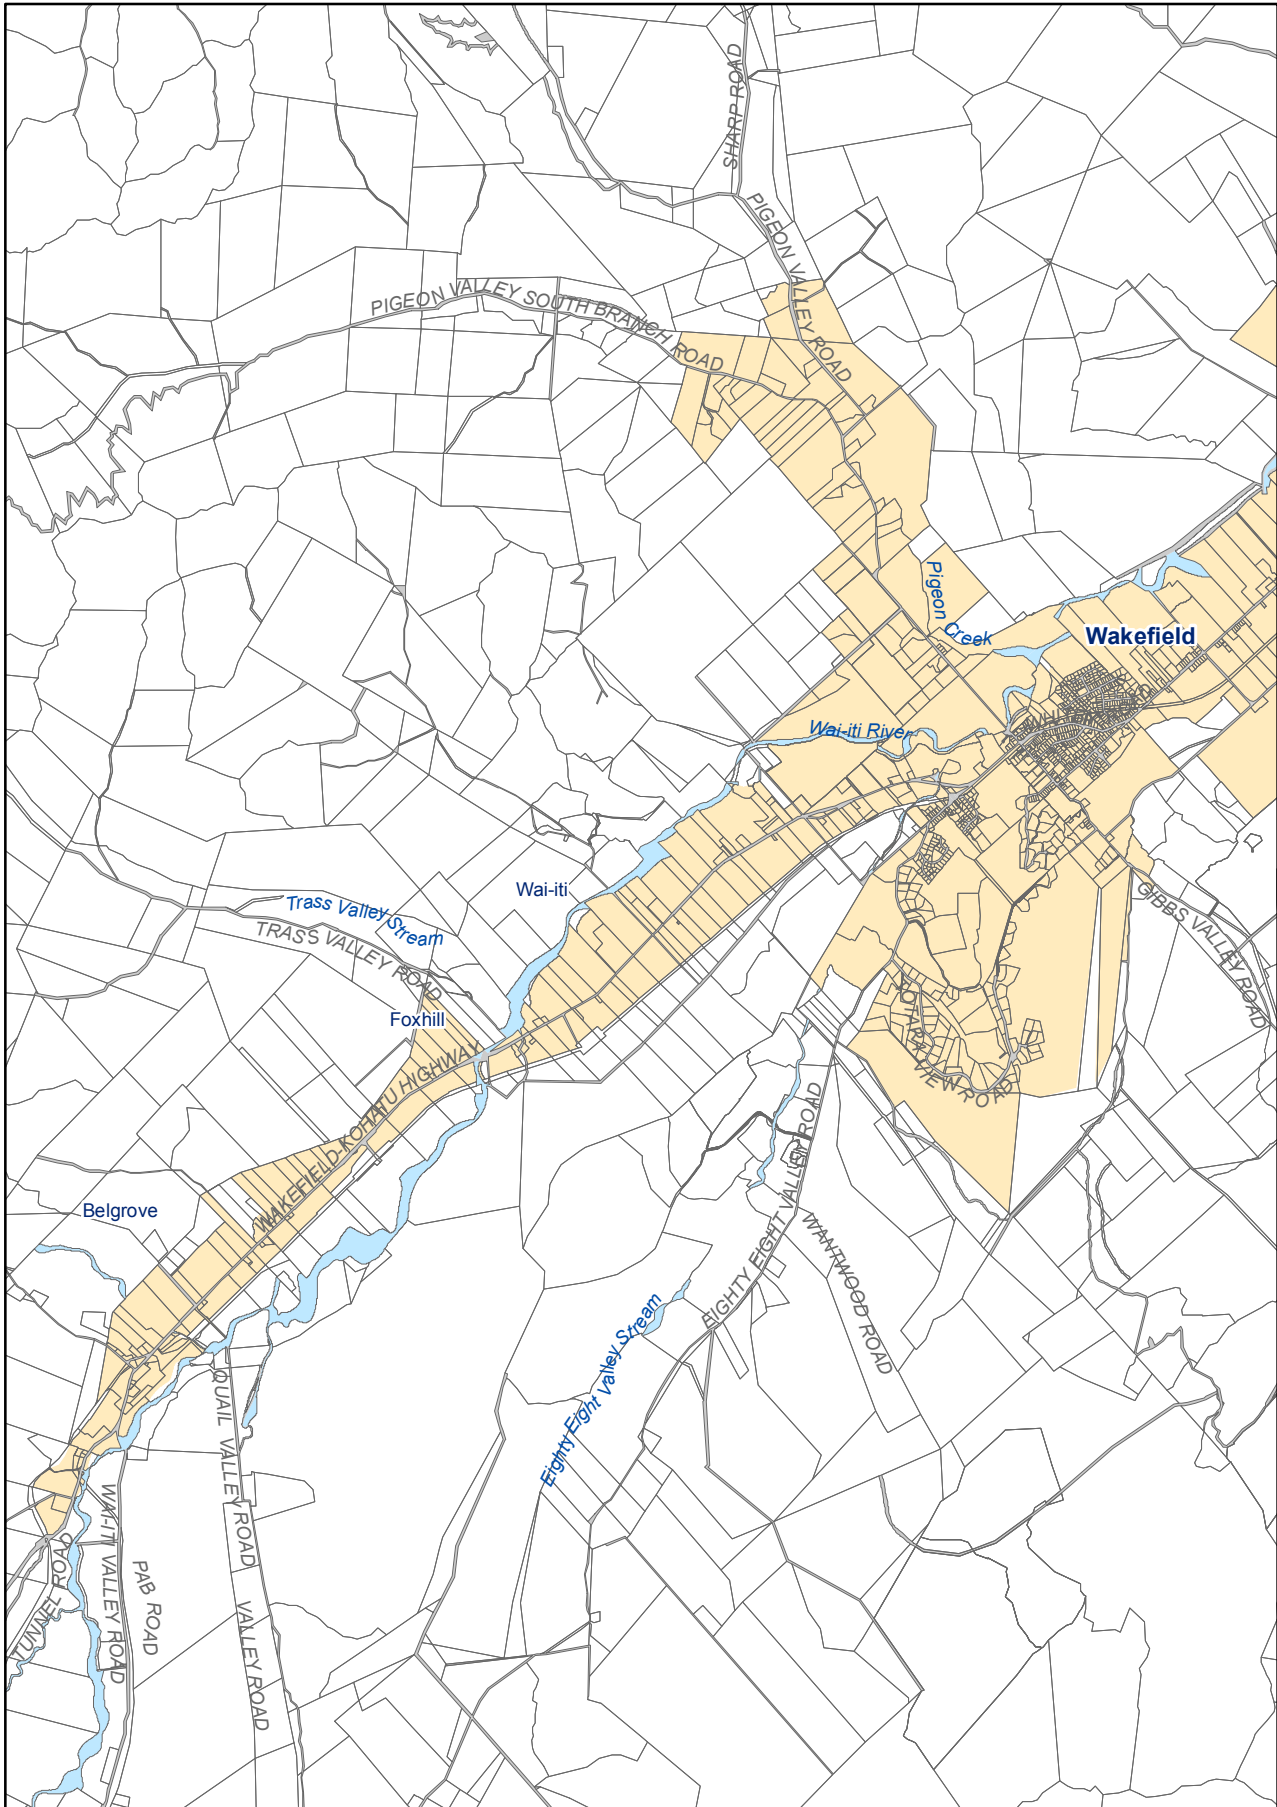 SHARP ROAD
PIGEON VALLEY ROAD
PIGEON VALLEY SOUTH BRANCH ROAD
Pigeon Creek
Wakefield
Wai-iti River
Wai-iti
Trass Valley Stream
TRASS VALLEY ROAD
GIBBS VALLEY ROAD
Foxhill
TOTARA VIEW ROAD
WAKEFIELD-KOHATU HIGHWAY
Belgrove
EIGHTY EIGHT VALLEY ROAD
WANTWOOD ROAD
Eighty Eight Valley Stream
QUAIL VALLEY ROAD
WAI-ITI VALLEY ROAD
TUNNEL ROAD
PAB ROAD
VALLEY ROAD